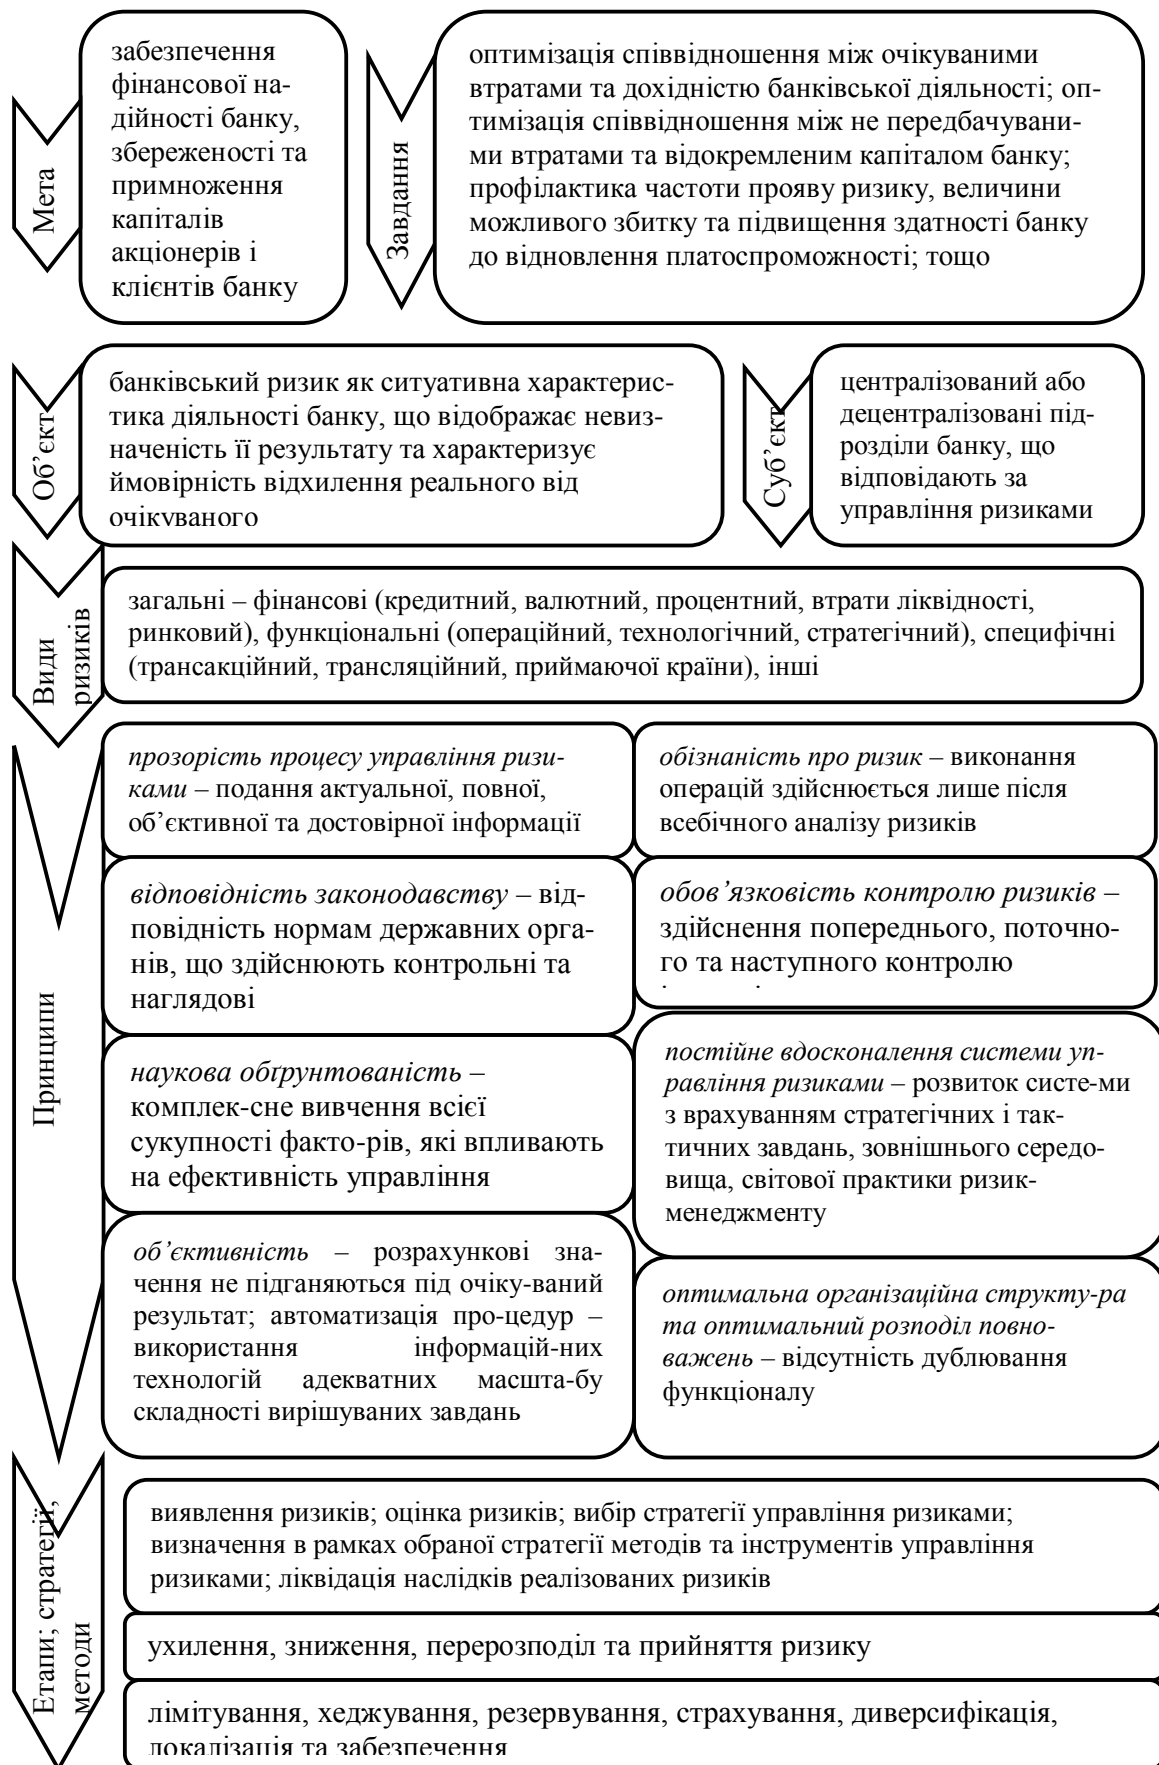 Мета
забезпечення
фінансової на-
дійності банку,
збереженості та
примноження
капіталів
акціонерів і
клієнтів банку
Завдання
оптимізація співвідношення між очікуваними
втратами та дохідністю банківської діяльності; оп-
тимізація співвідношення між не передбачувани-
ми втратами та відокремленим капіталом банку;
профілактика частоти прояву ризику, величини
можливого збитку та підвищення здатності банку
до відновлення платоспроможності; тощо
Об’єкт
банківський ризик як ситуативна характерис-
тика діяльності банку, що відображає невиз-
наченість її результату та характеризує
ймовірність відхилення реального від
очікуваного
Суб’єкт
централізований або
децентралізовані під-
розділи банку, що
відповідають за
управління ризиками
Види
ризиків
загальні – фінансові (кредитний, валютний, процентний, втрати ліквідності,
ринковий), функціональні (операційний, технологічний, стратегічний), специфічні
(трансакційний, трансляційний, приймаючої країни), інші
Принципи
прозорість процесу управління ризи-
ками – подання актуальної, повної,
об’єктивної та достовірної інформації
обізнаність про ризик – виконання
операцій здійснюється лише після
всебічного аналізу ризиків
відповідність законодавству – від-
повідність нормам державних орга-
нів, що здійснюють контрольні та
наглядові
обов’язковість контролю ризиків –
здійснення попереднього, поточно-
го та наступного контролю
наукова обґрунтованість –
комплек-сне вивчення всієї
сукупності факто-рів, які впливають
на ефективність управління
постійне вдосконалення системи уп-
равління ризиками – розвиток систе-ми
з врахуванням стратегічних і так-
тичних завдань, зовнішнього середо-
вища, світової практики ризик-
менеджменту
об’єктивність – розрахункові зна-
чення не підганяються під очіку-ваний
результат; автоматизація про-цедур –
використання інформацій-них
технологій адекватних масшта-бу
складності вирішуваних завдань
оптимальна організаційна структу-ра
та оптимальний розподіл повно-
важень – відсутність дублювання
функціоналу
Етапи; стратегії,
методи
виявлення ризиків; оцінка ризиків; вибір стратегії управління ризиками;
визначення в рамках обраної стратегії методів та інструментів управління
ризиками; ліквідація наслідків реалізованих ризиків
ухилення, зниження, перерозподіл та прийняття ризику
лімітування, хеджування, резервування, страхування, диверсифікація,
локалізація та забезпечення